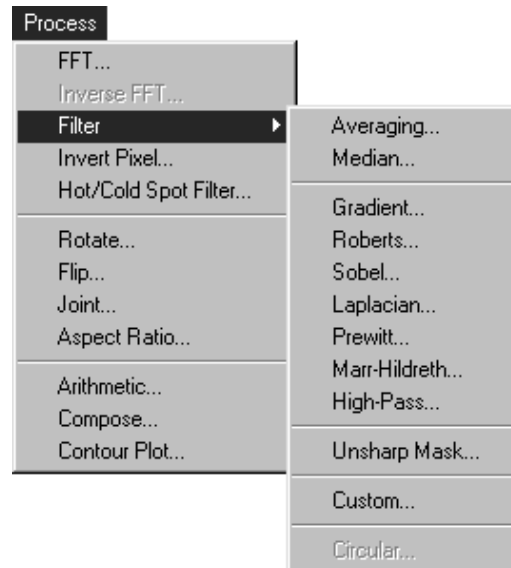 Process
FFT...
Inverse FFT...
Filter
Invert Pixel...
Hot/Cold Spot Filter...
Rotate...
Flip...
Joint...
Aspect Ratio...
Arithmetic...
Compose...
Contour Plot...
Averaging...
Median...
Gradient...
Roberts...
Sobel...
Laplacian...
Prewitt...
Marr-Hildreth...
High-Pass...
Unsharp Mask...
Custom...
Circular...